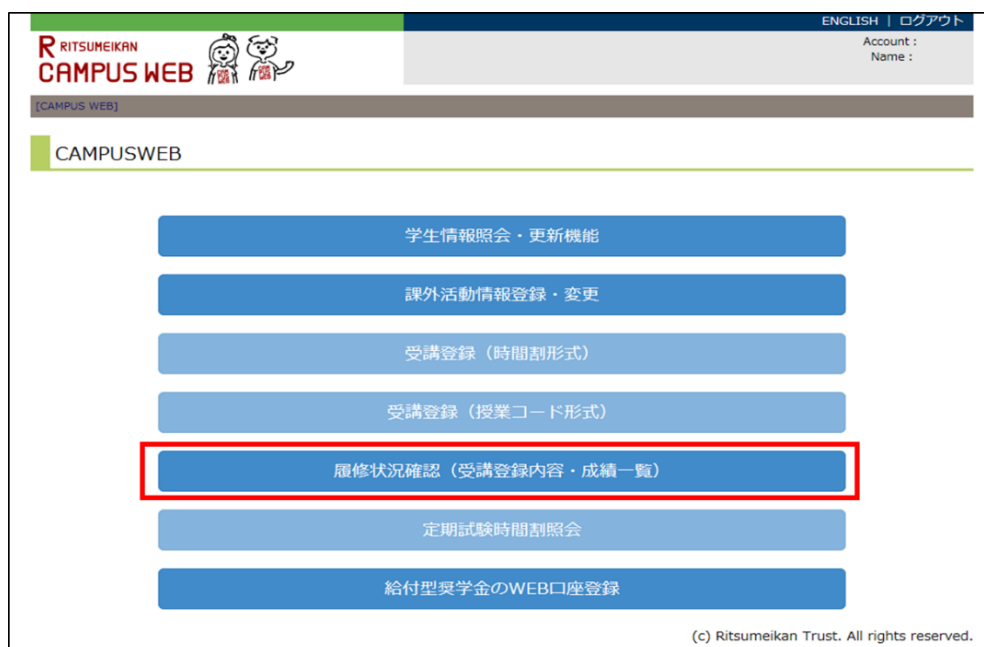 ENGLISH | ログアウト
R RITSUMEIKAN
CAMPUS WEB
Account :
Name :
[CAMPUS WEB]
CAMPUSWEB
学生情報照会・更新機能
課外活動情報登録・変更
受講登録（時間割形式）
受講登録（授業コード形式）
履修状況確認（受講登録内容・成績一覧）
定期試験時間割照会
給付型奨学金のWEB口座登録
(c) Ritsumeikan Trust. All rights reserved.